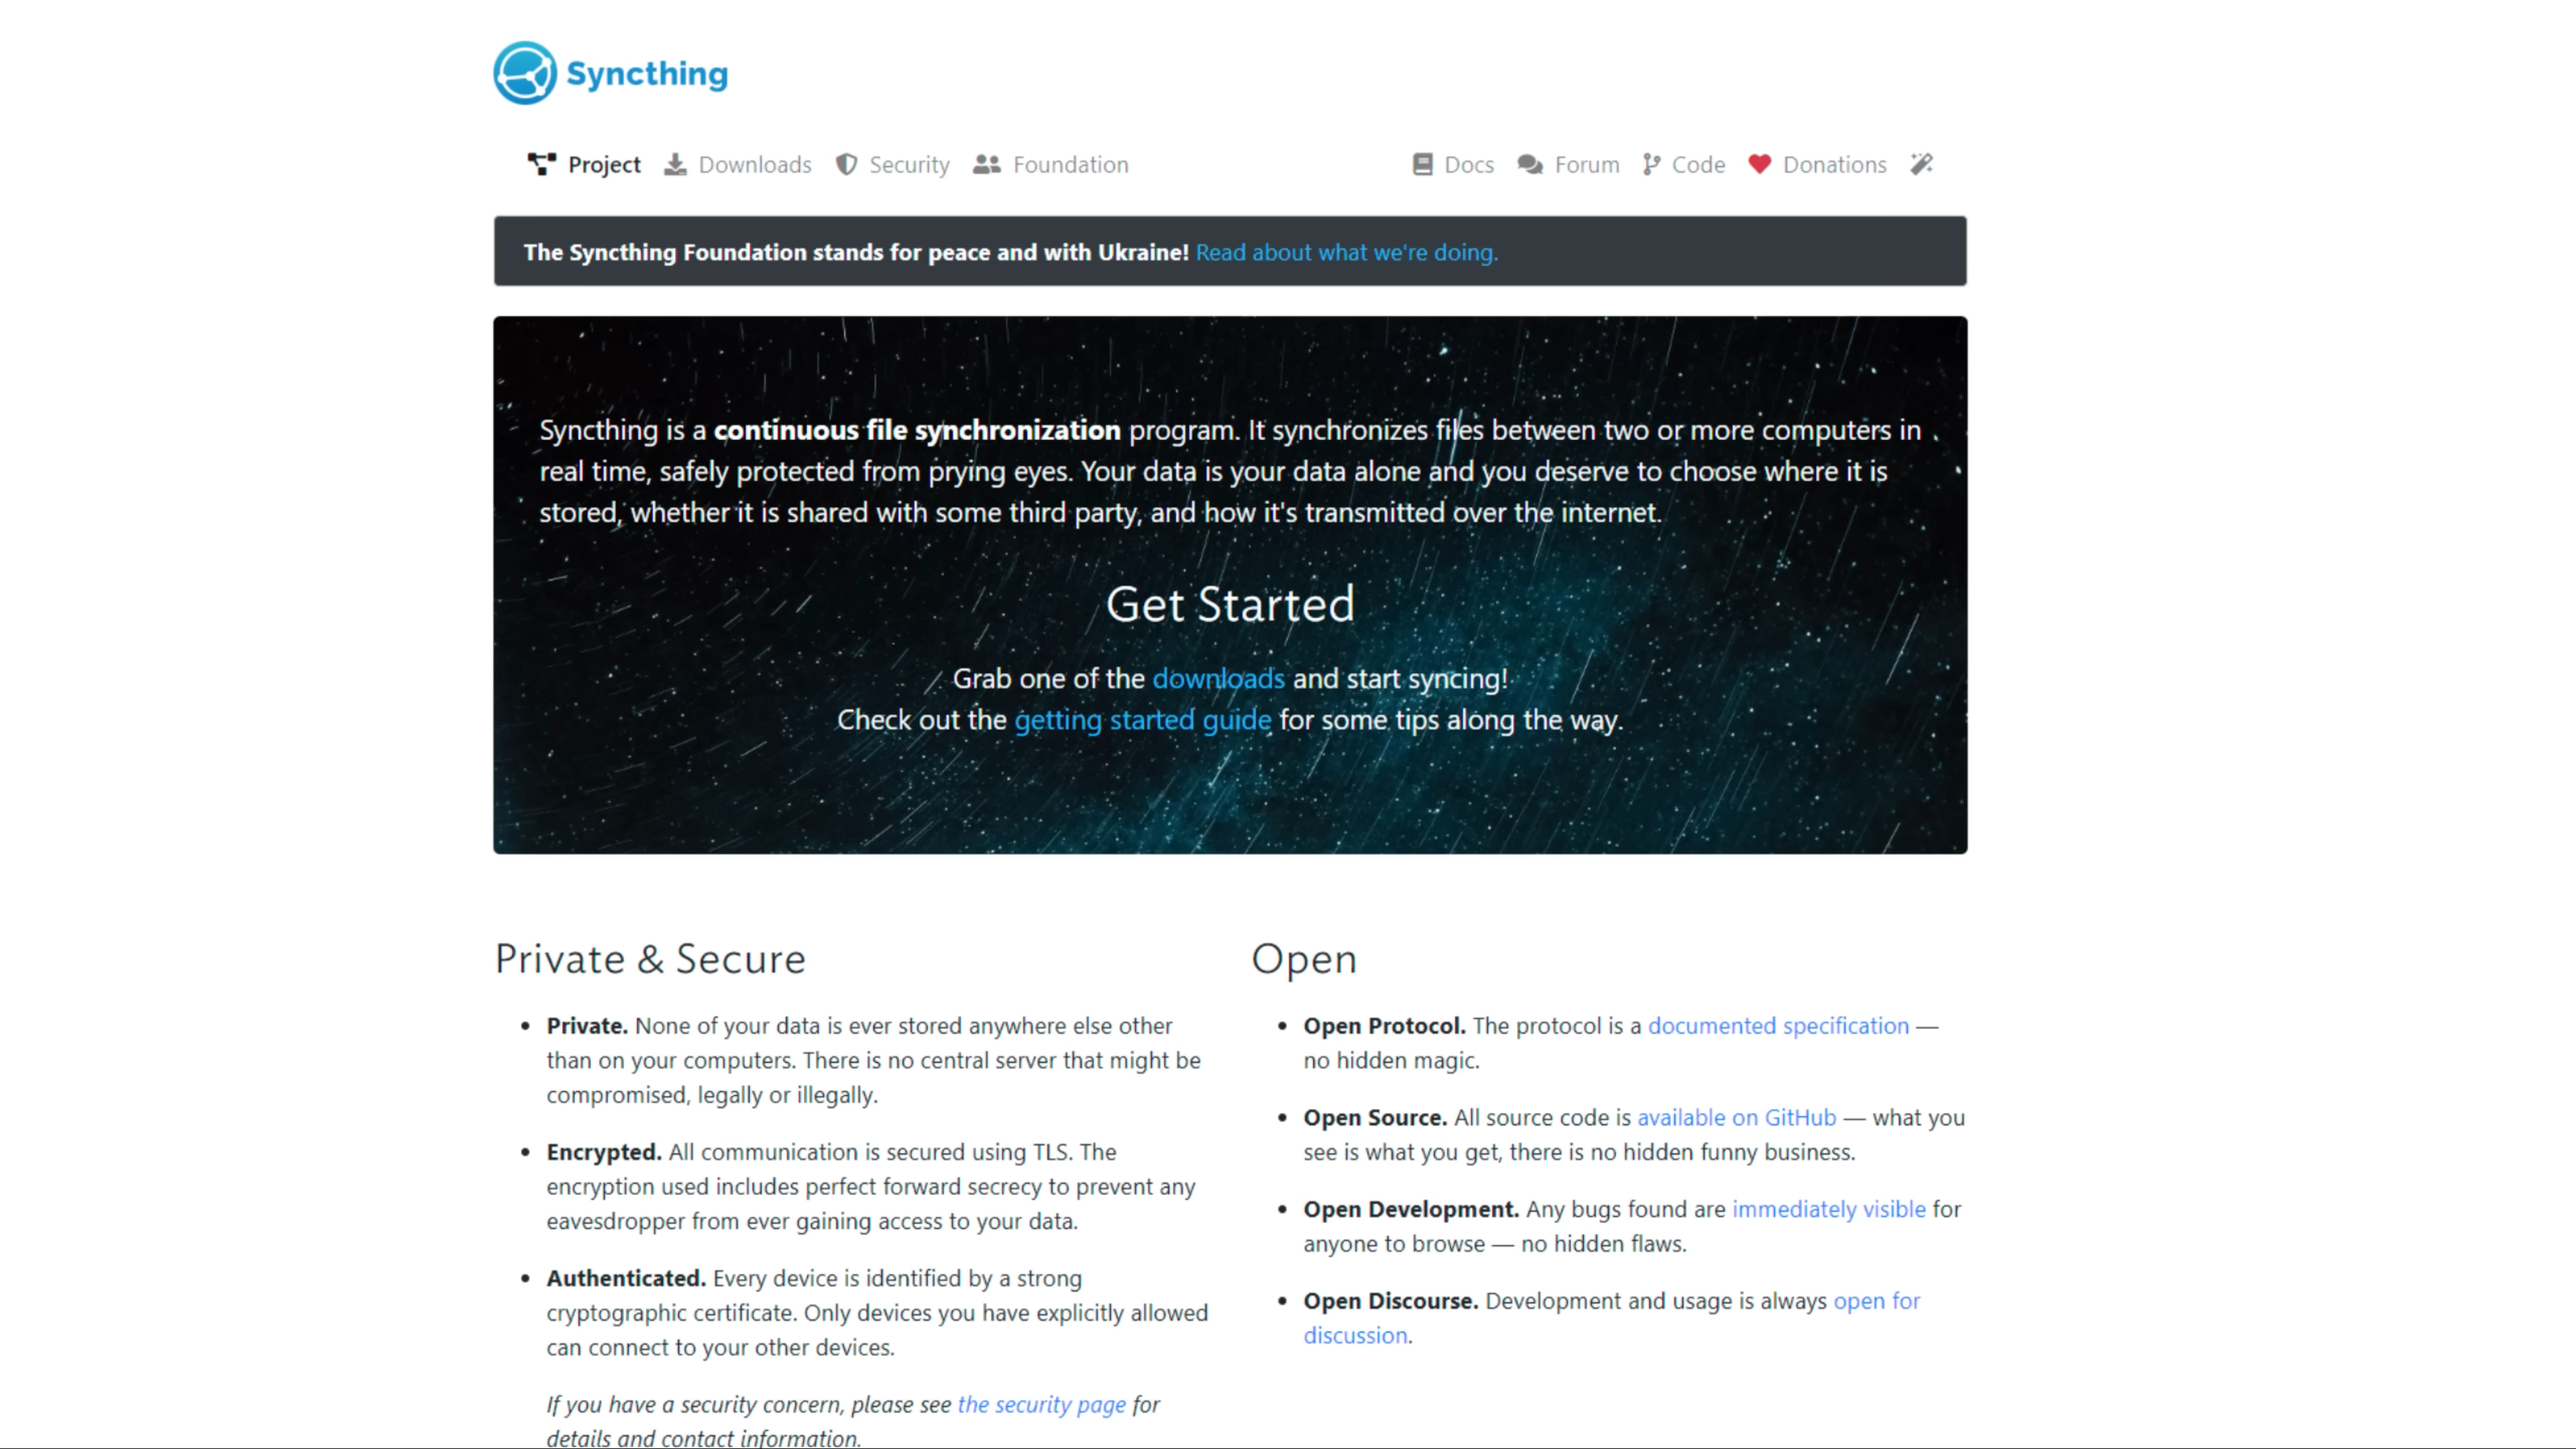 Syncthing
Project Downloads Security Foundation Docs Forum Code Donations
The Syncthing Foundation stands for peace and with Ukraine! Read about what we're doing.
Syncthing is a continuous file synchronization program. It synchronizes files between two or more computers in
real time, safely protected from prying eyes. Your data is your data alone and you deserve to choose where it is
stored, whether it is shared with some third party, and how it's transmitted over the internet.
Get Started
Grab one of the downloads and start syncing!
Check out the getting started guide for some tips along the way.
Private & Secure
• Private. None of your data is ever stored anywhere else other
than on your computers. There is no central server that might be
compromised, legally or illegally.
• Encrypted. All communication is secured using TLS. The
encryption used includes perfect forward secrecy to prevent any
eavesdropper from ever gaining access to your data.
• Authenticated. Every device is identified by a strong
cryptographic certificate. Only devices you have explicitly allowed
can connect to your other devices.
If you have a security concern, please see the security page for
details and contact information.
Open
• Open Protocol. The protocol is a documented specification —
no hidden magic.
• Open Source. All source code is available on GitHub — what you
see is what you get, there is no hidden funny business.
• Open Development. Any bugs found are immediately visible for
anyone to browse — no hidden flaws.
• Open Discourse. Development and usage is always open for
discussion.